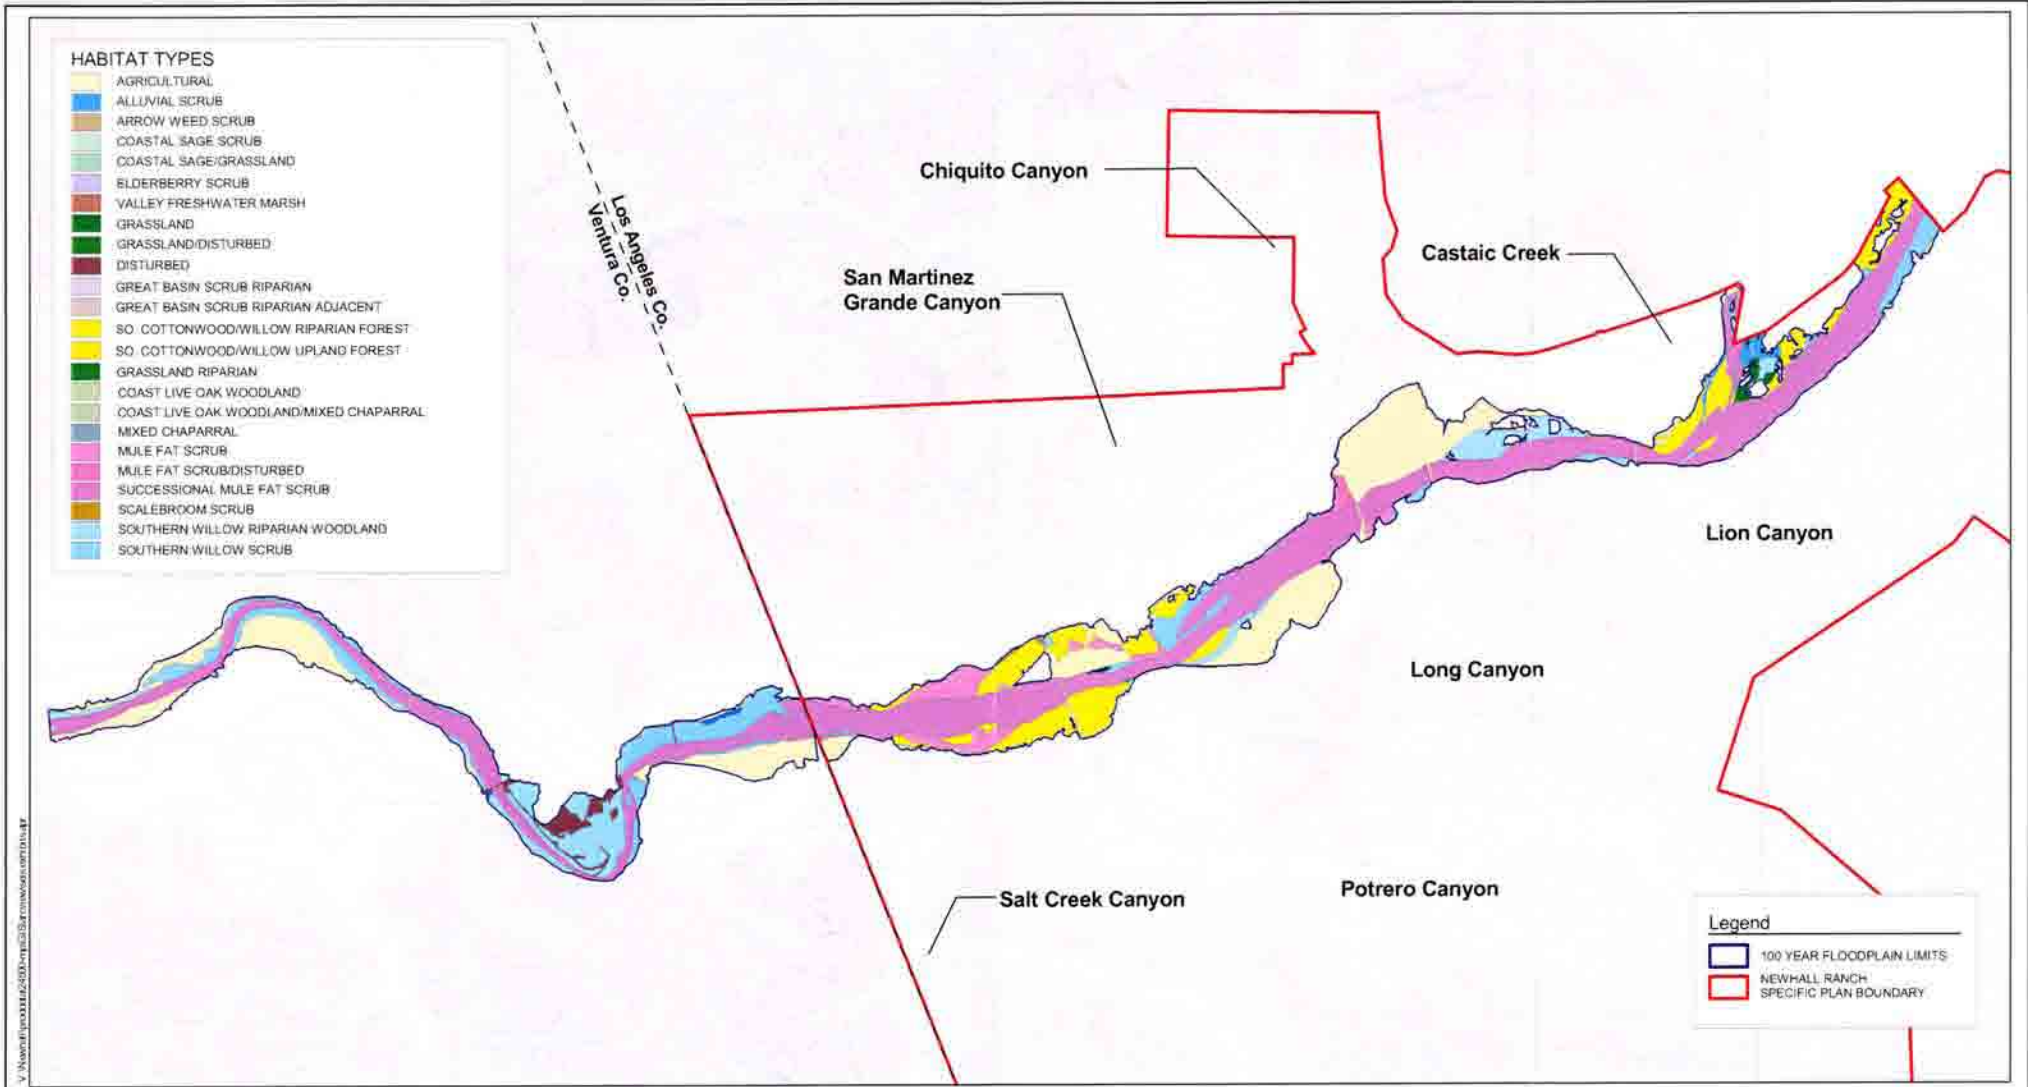 HABITAT TYPES
AGRICULTURAL
ALLUVIAL SCRUB
ARROW WEED SCRUB
COASTAL SAGE SCRUB
COASTAL SAGE/GRASSLAND
ELDERBERRY SCRUB
VALLEY FRESHWATER MARSH
GRASSLAND
GRASSLAND/DISTURBED
DISTURBED
GREAT BASIN SCRUB RIPARIAN
GREAT BASIN SCRUB RIPARIAN ADJACENT
SO. COTTONWOOD/WILLOW RIPARIAN FOREST
SO. COTTONWOOD/WILLOW UPLAND FOREST
GRASSLAND RIPARIAN
COAST LIVE OAK WOODLAND
COAST LIVE OAK WOODLAND/MIXED CHAPARRAL
MIXED CHAPARRAL
MULE FAT SCRUB
MULE FAT SCRUB/DISTURBED
SUCCESSIONAL MULE FAT SCRUB
SCALEBROOM SCRUB
SOUTHERN WILLOW RIPARIAN WOODLAND
SOUTHERN WILLOW SCRUB
Los Angeles Co.
Ventura Co.
Chiquito Canyon
San Martinez
Grande Canyon
Castaic Creek
Lion Canyon
Long Canyon
Potrero Canyon
Salt Creek Canyon
Legend
100 YEAR FLOODPLAIN LIMITS
NEWHALL RANCH
SPECIFIC PLAN BOUNDARY